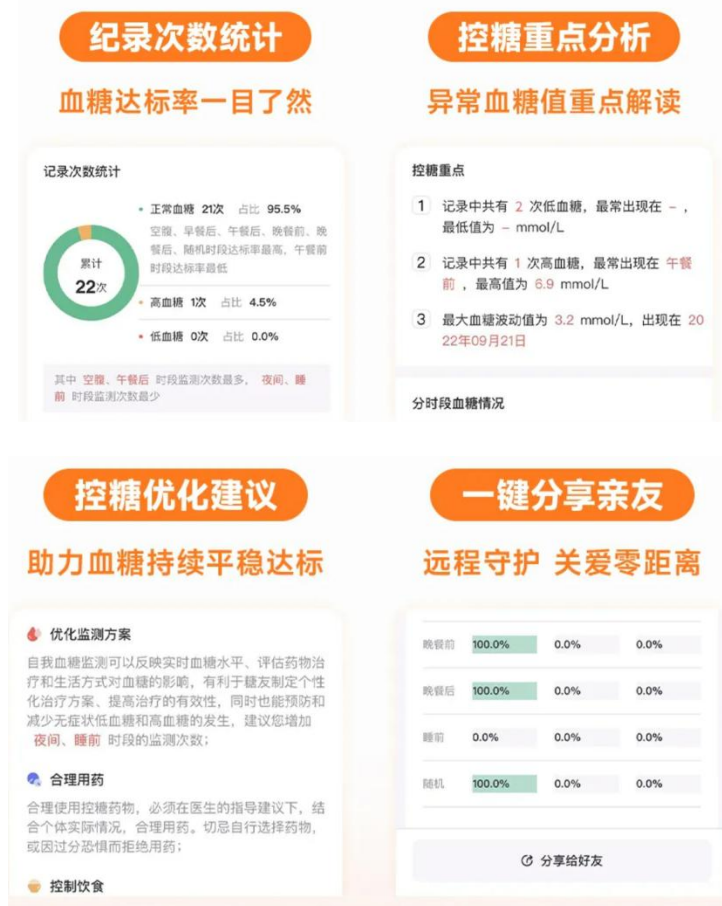 纪录次数统计
血糖达标率一目了然
记录次数统计
累计
22次
正常血糖 21次 占比 95.5%
空腹、早餐后、午餐后、晚餐前、晚
餐后、随机时段达标率最高，午餐前
时段达标率最低
高血糖 1次 占比 4.5%
低血糖 0次 占比 0.0%
其中 空腹、午餐后 时段监测次数最多， 夜间、睡
前 时段监测次数最少
控糖重点分析
异常血糖值重点解读
控糖重点
1 记录中共有 2 次低血糖，最常出现在 – ，
最低值为 – mmol/L
2 记录中共有 1 次高血糖，最常出现在 午餐
前 ，最高值为 6.9 mmol/L
3 最大血糖波动值为 3.2 mmol/L，出现在 20
22年09月21日
分时段血糖情况
控糖优化建议
助力血糖持续平稳达标
优化监测方案
自我血糖监测可以反映实时血糖水平、评估药物治
疗和生活方式对血糖的影响，有利于糖友制定个性
化治疗方案、提高治疗的有效性，同时也能预防和
减少无症状低血糖和高血糖的发生，建议您增加
夜间、睡前 时段的监测次数；
合理用药
合理使用控糖药物，必须在医生的指导建议下，结
合个体实际情况，合理用药。切忌自行选择药物，
或因过分恐惧而拒绝用药；
控制饮食
一键分享亲友
远程守护 关爱零距离
晚餐前 100.0% 0.0% 0.0%
晚餐后 100.0% 0.0% 0.0%
睡前 0.0% 0.0% 0.0%
随机 100.0% 0.0% 0.0%
分享给好友